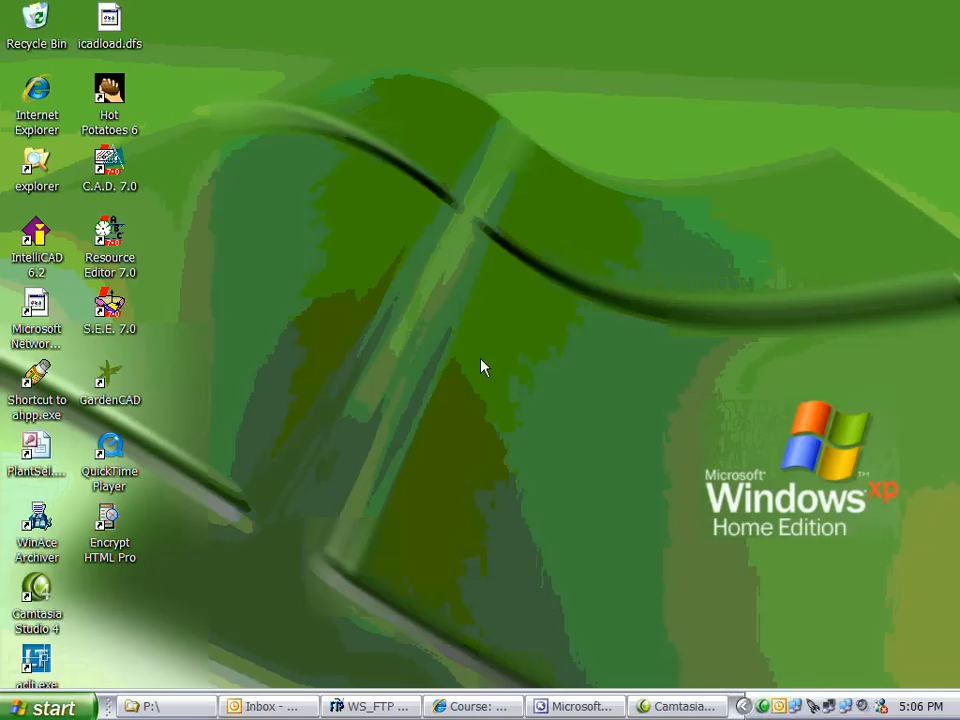 Recycle Bin
icadload.dfs
Internet
Explorer
Hot
Potatoes 6
explorer
C.A.D. 7.0
IntelliCAD
6.2
Resource
Editor 7.0
Microsoft
Networ...
S.E.E. 7.0
Shortcut to
ahpp.exe
GardenCAD
PlantSel....
QuickTime
Player
WinAce
Archiver
Encrypt
HTML Pro
Camtasia
Studio 4
aclt.exe
Microsoft
Windows xp
Home Edition
start
P:\
Inbox - ...
WS_FTP ...
Course: ...
Microsoft...
Camtasia...
5:06 PM